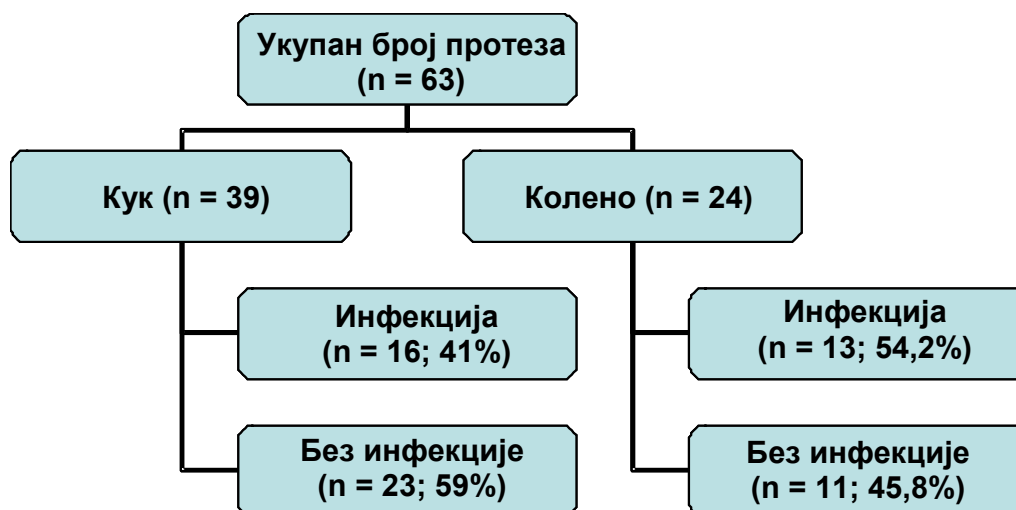 Укупан број протеза
(n = 63)
Кук (n = 39)
Колено (n = 24)
Инфекција
(n = 16; 41%)
Инфекција
(n = 13; 54,2%)
Без инфекције
(n = 23; 59%)
Без инфекције
(n = 11; 45,8%)